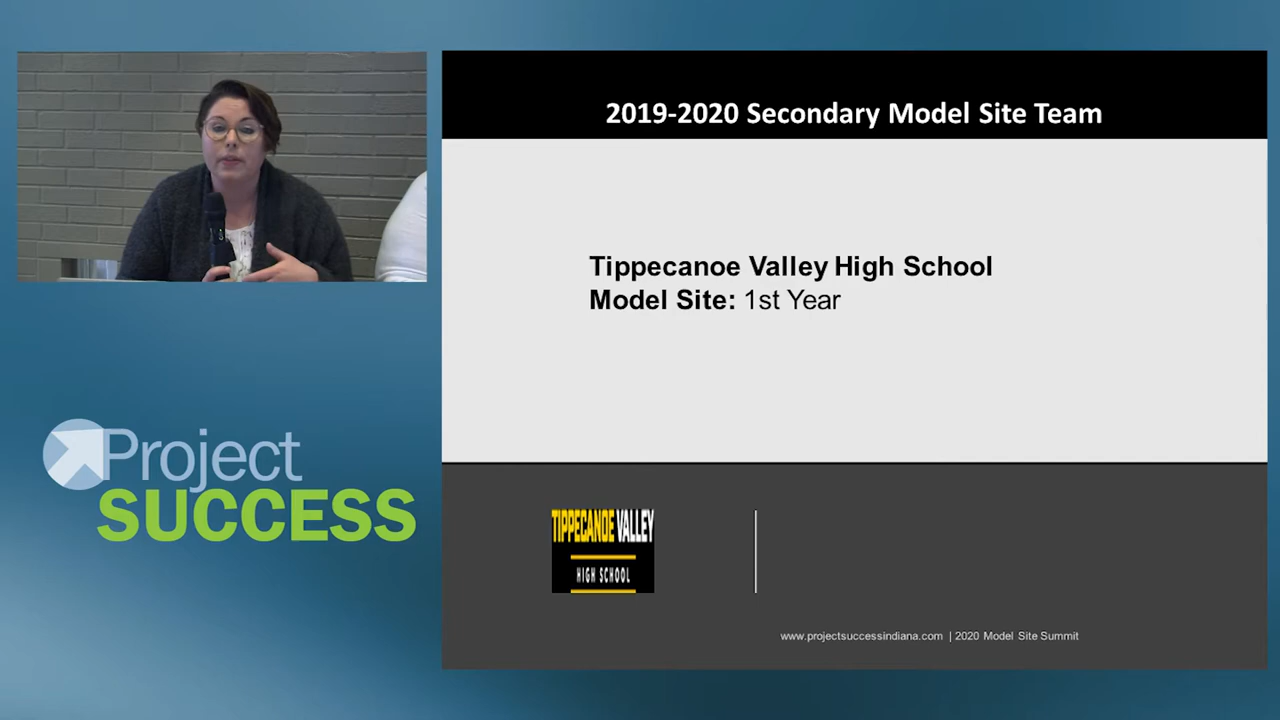 2019-2020 Secondary Model Site Team
Tippecanoe Valley High School
Model Site: 1st Year
Project
SUCCESS
TIPPECANOE VALLEY
HIGH SCHOOL
www.projectsuccessindiana.com | 2020 Model Site Summit